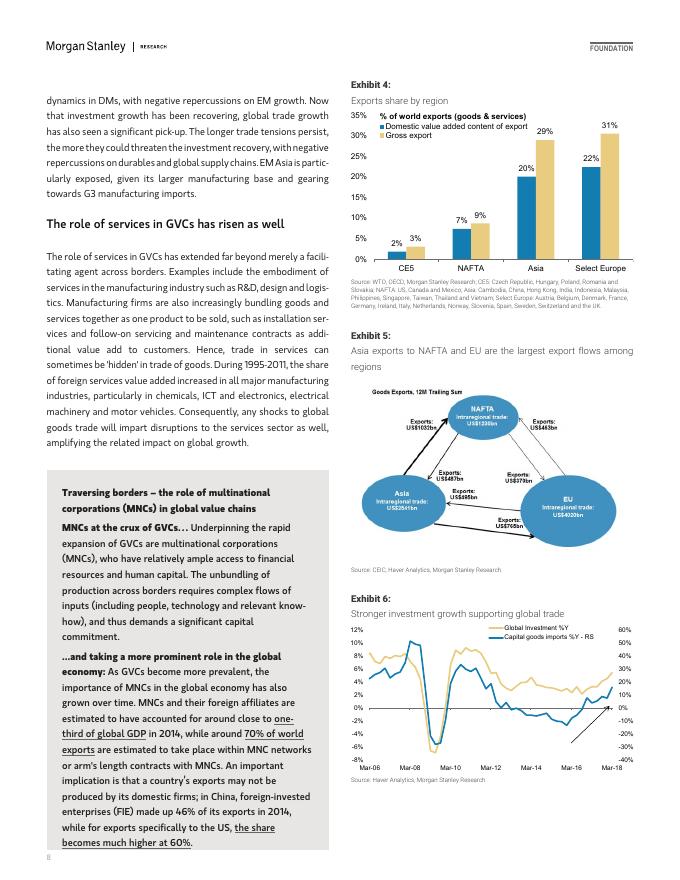 Morgan Stanley | RESEARCH
FOUNDATION
dynamics in DMs, with negative repercussions on EM growth. Now
that investment growth has been recovering, global trade growth
has also seen a significant pick-up. The longer trade tensions persist,
the more they could threaten the investment recovery, with negative
repercussions on durables and global supply chains. EM Asia is partic-
ularly exposed, given its larger manufacturing base and gearing
towards G3 manufacturing imports.
The role of services in GVCs has risen as well
The role of services in GVCs has extended far beyond merely a facili-
tating agent across borders. Examples include the embodiment of
services in the manufacturing industry such as R&D, design and logis-
tics. Manufacturing firms are also increasingly bundling goods and
services together as one product to be sold, such as installation ser-
vices and follow-on servicing and maintenance contracts as addi-
tional value add to customers. Hence, trade in services can
sometimes be 'hidden' in trade of goods. During 1995-2011, the share
of foreign services value added increased in all major manufacturing
industries, particularly in chemicals, ICT and electronics, electrical
machinery and motor vehicles. Consequently, any shocks to global
goods trade will impart disruptions to the services sector as well,
amplifying the related impact on global growth.
Traversing borders – the role of multinational
corporations (MNCs) in global value chains
MNCs at the crux of GVCs… Underpinning the rapid
expansion of GVCs are multinational corporations
(MNCs), who have relatively ample access to financial
resources and human capital. The unbundling of
production across borders requires complex flows of
inputs (including people, technology and relevant know-
how), and thus demands a significant capital
commitment.
...and taking a more prominent role in the global
economy: As GVCs become more prevalent, the
importance of MNCs in the global economy has also
grown over time. MNCs and their foreign affiliates are
estimated to have accounted for around close to one-
third of global GDP in 2014, while around 70% of world
exports are estimated to take place within MNC networks
or arm's length contracts with MNCs. An important
implication is that a country's exports may not be
produced by its domestic firms; in China, foreign-invested
enterprises (FIE) made up 46% of its exports in 2014,
while for exports specifically to the US, the share
becomes much higher at 60%.
8
Exhibit 4:
Exports share by region
% of world exports (goods & services)
Domestic value added content of export
Gross export
35%
30%
25%
20%
15%
10%
5%
0%
2%
3%
7%
9%
20%
29%
22%
31%
CE5
NAFTA
Asia
Select Europe
Source: WTO, OECD, Morgan Stanley Research; CE5: Czech Republic, Hungary, Poland, Romania and
Slovakia; NAFTA: US, Canada and Mexico; Asia: Cambodia, China, Hong Kong, India, Indonesia, Malaysia,
Philippines, Singapore, Taiwan, Thailand and Vietnam; Select Europe: Austria, Belgium, Denmark, France,
Germany, Ireland, Italy, Netherlands, Norway, Slovenia, Spain, Sweden, Switzerland and the UK.
Exhibit 5:
Asia exports to NAFTA and EU are the largest export flows among
regions
Goods Exports, 12M Trailing Sum
NAFTA
Intraregional trade:
US$1230bn
Exports:
US$1032bn
Exports:
US$463bn
Exports:
US$487bn
Exports:
US$370bn
Asia
Intraregional trade:
US$2541bn
Exports:
US$495bn
Exports:
US$765bn
EU
Intraregional trade:
US$4020bn
Source: CEIC, Haver Analytics, Morgan Stanley Research
Exhibit 6:
Stronger investment growth supporting global trade
Global Investment %Y
Capital goods imports %Y - RS
12%
10%
8%
6%
4%
2%
0%
-2%
-4%
-6%
-8%
60%
50%
40%
30%
20%
10%
0%
-10%
-20%
-30%
-40%
Mar-06
Mar-08
Mar-10
Mar-12
Mar-14
Mar-16
Mar-18
Source: Haver Analytics, Morgan Stanley Research